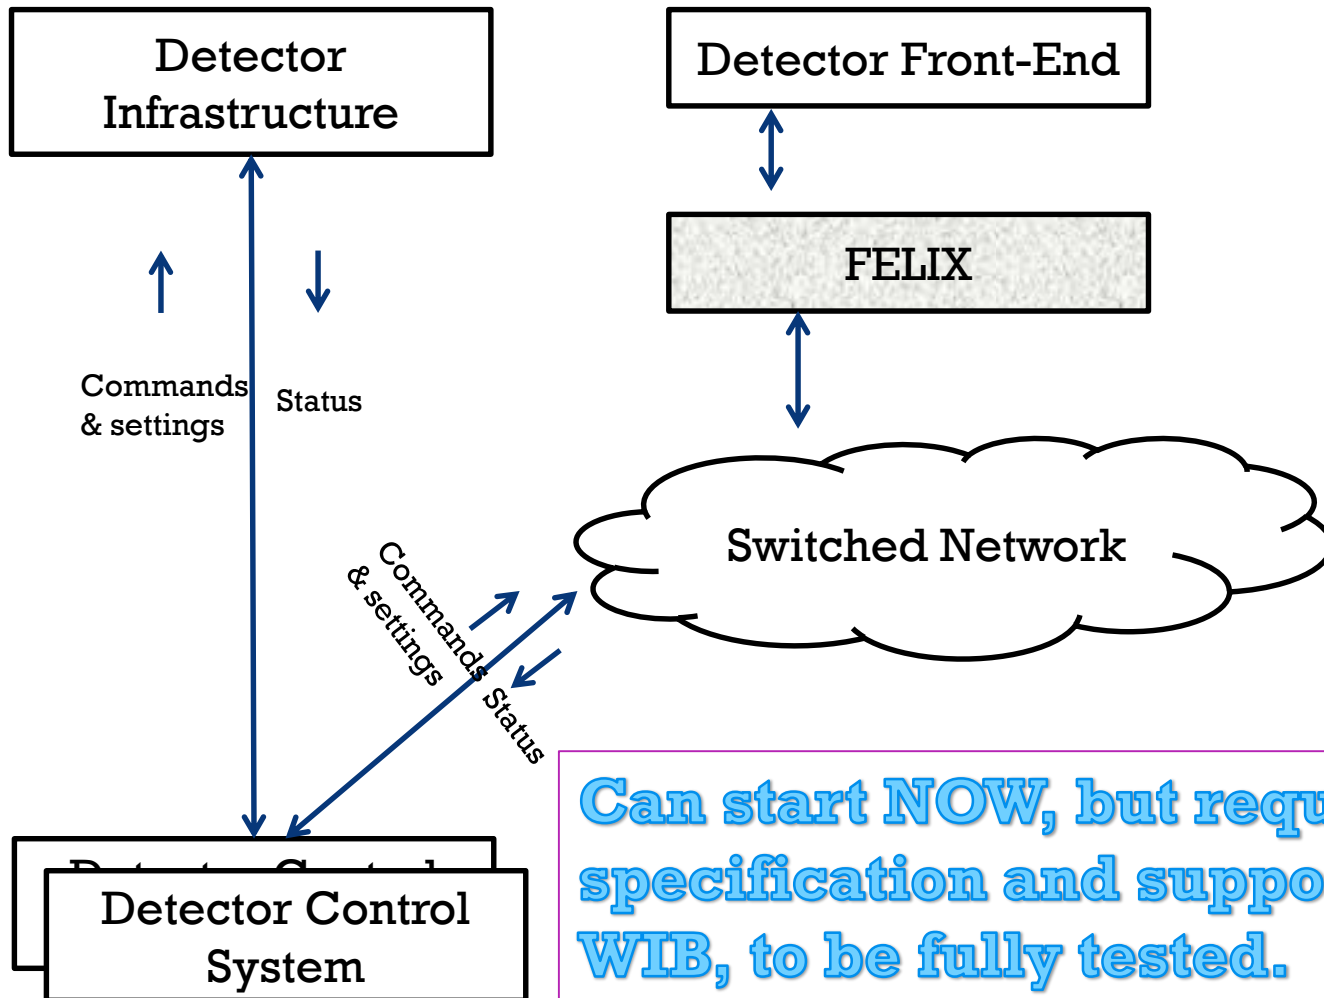 Detector
Infrastructure
Detector Front-End
FELIX
Commands
& settings
Status
Switched Network
Commands
& settings
Status
Detector Control
System
Can start NOW, but requ
specification and suppo
WIB, to be fully tested.